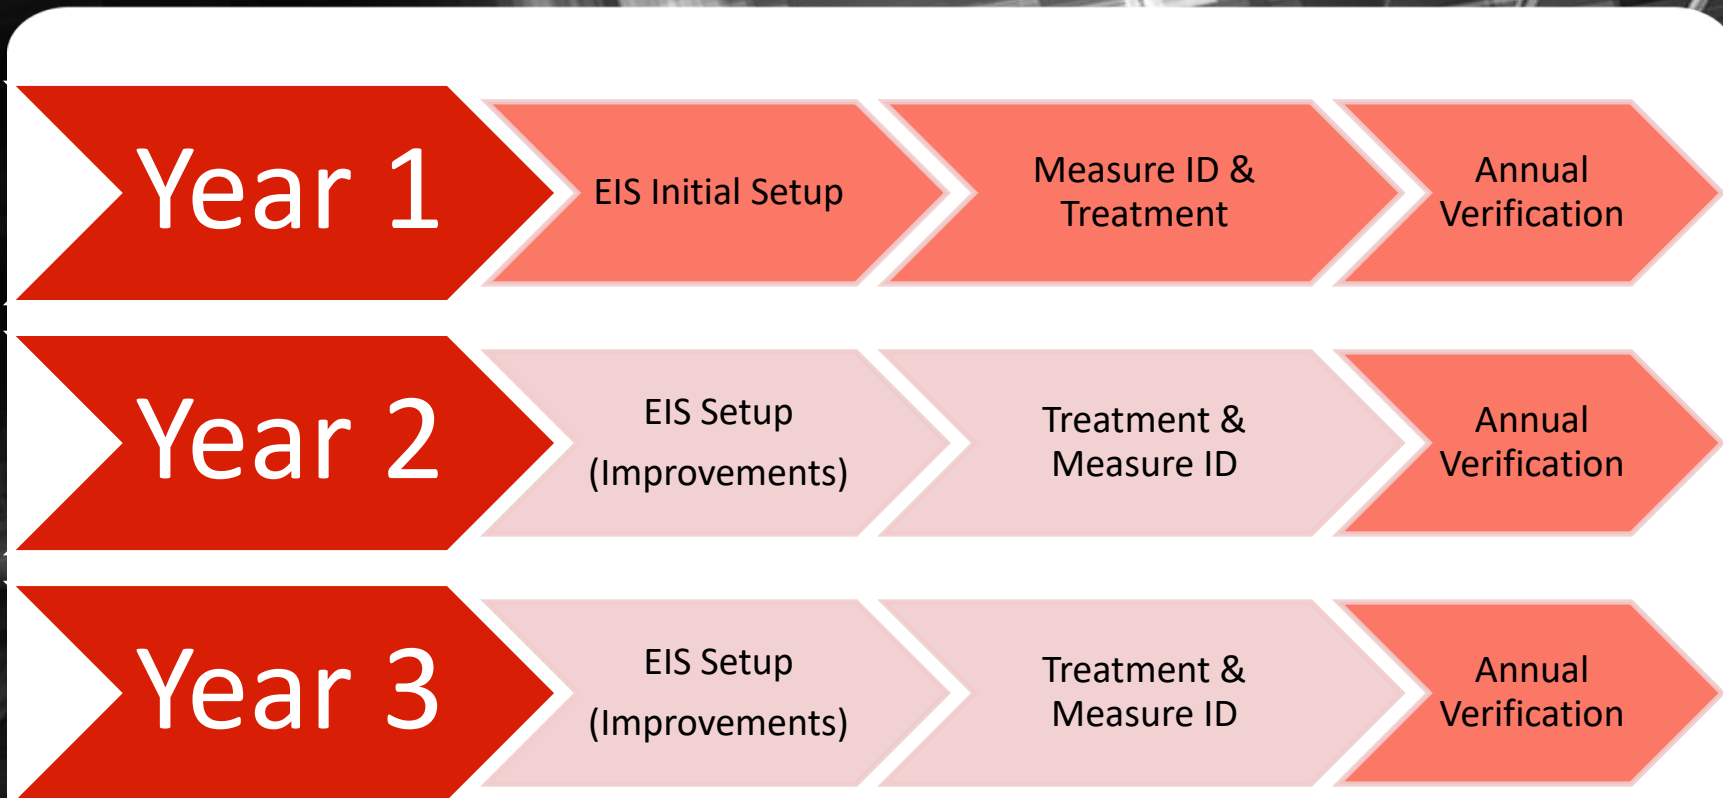 Year 1
EIS Initial Setup
Measure ID &
Treatment
Annual
Verification
Year 2
EIS Setup
(Improvements)
Treatment &
Measure ID
Annual
Verification
Year 3
EIS Setup
(Improvements)
Treatment &
Measure ID
Annual
Verification